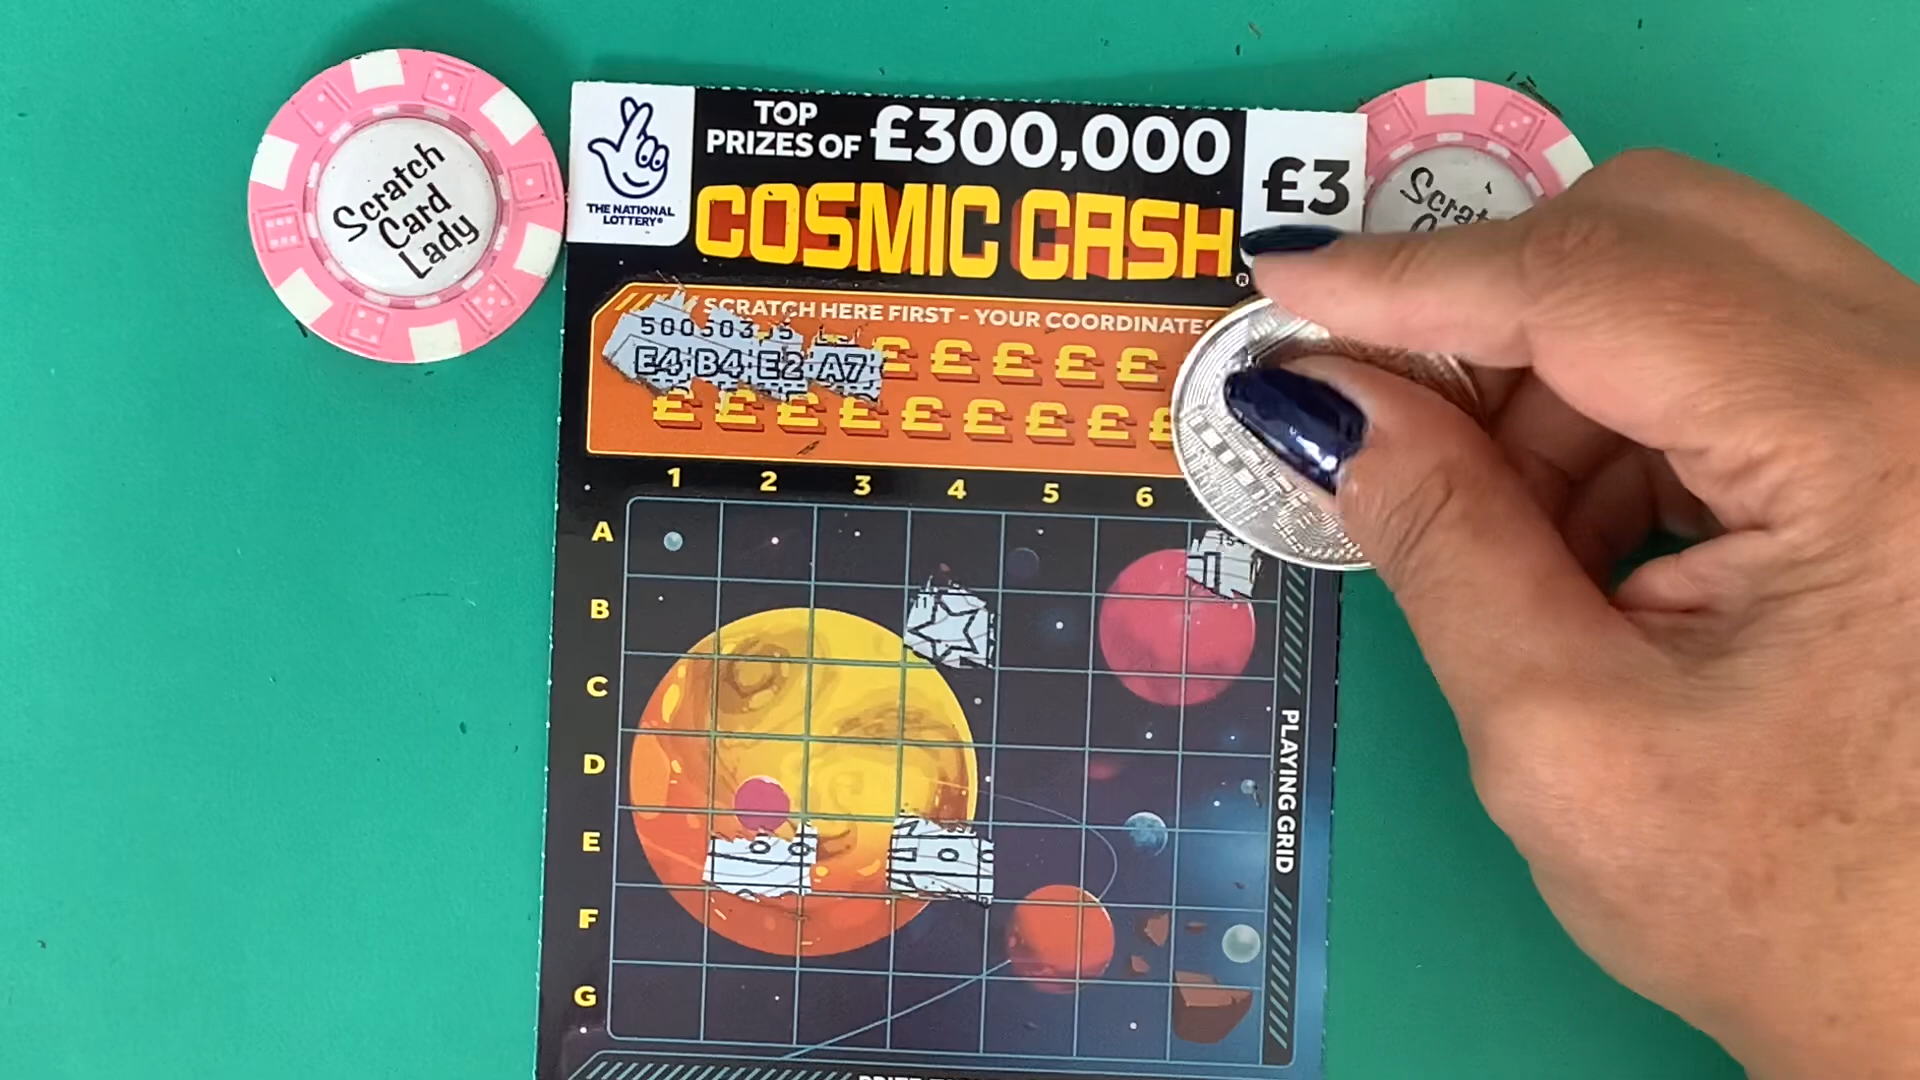 Scratch
Card
Lady
THE NATIONAL
LOTTERY®
TOP
PRIZES OF £300,000
£3
COSMIC CASH®
SCRATCH HERE FIRST - YOUR COORDINATES
E4 B4 E2 A7 £ £ £ £ £
£ £ £ £ £ £ £ £ £
1 2 3 4 5 6
A
B
C
D
E
F
G
PLAYING GRID